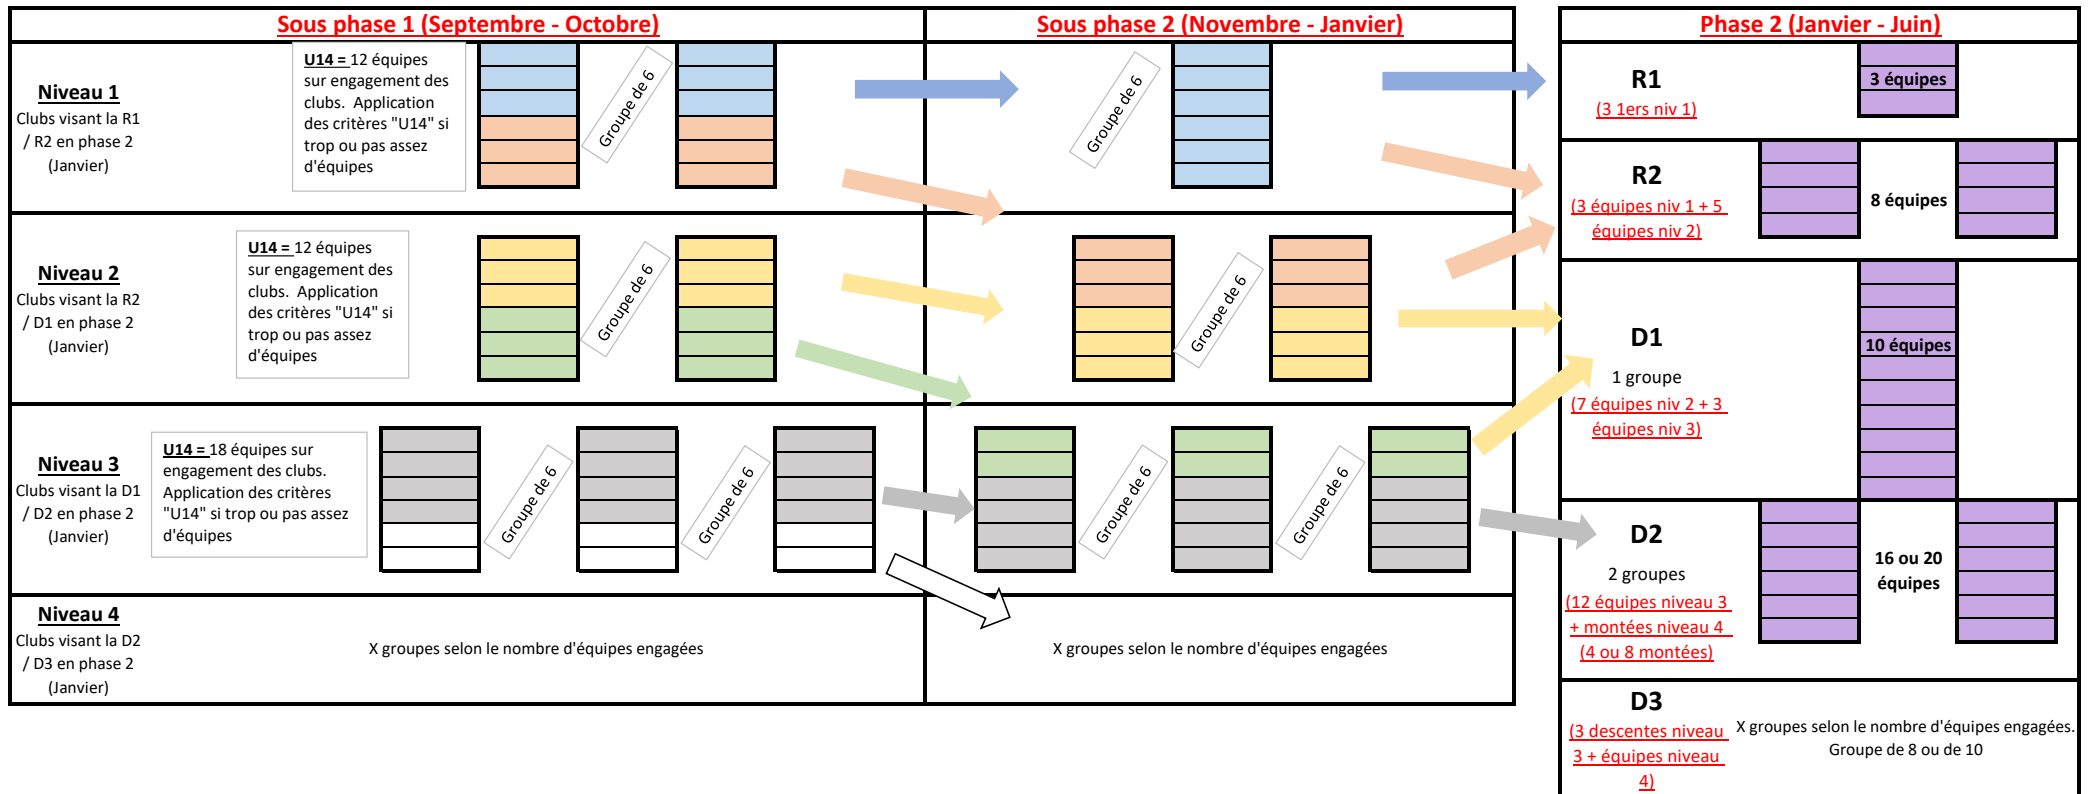 Sous phase 1 (Septembre - Octobre)
Sous phase 2 (Novembre - Janvier)
Phase 2 (Janvier - Juin)
Niveau 1
Clubs visant la R1
/ R2 en phase 2
(Janvier)
U14 = 12 équipes
sur engagement des
clubs.  Application
des critères "U14" si
trop ou pas assez
d'équipes
Groupe de 6
Groupe de 6
R1
(3 1ers niv 1)
3 équipes
R2
(3 équipes niv 1 + 5
équipes niv 2)
8 équipes
Niveau 2
Clubs visant la R2
/ D1 en phase 2
(Janvier)
U14 = 12 équipes
sur engagement des
clubs.  Application
des critères "U14" si
trop ou pas assez
d'équipes
Groupe de 6
Groupe de 6
D1
1 groupe
(7 équipes niv 2 + 3
équipes niv 3)
10 équipes
Niveau 3
Clubs visant la D1
/ D2 en phase 2
(Janvier)
U14 = 18 équipes sur
engagement des clubs.
Application des critères
"U14" si trop ou pas assez
d'équipes
Groupe de 6
Groupe de 6
Groupe de 6
Groupe de 6
D2
2 groupes
(12 équipes niveau 3
+ montées niveau 4
(4 ou 8 montées)
16 ou 20
équipes
Niveau 4
Clubs visant la D2
/ D3 en phase 2
(Janvier)
X groupes selon le nombre d'équipes engagées
X groupes selon le nombre d'équipes engagées
D3
(3 descentes niveau
3 + équipes niveau
4)
X groupes selon le nombre d'équipes engagées.
Groupe de 8 ou de 10